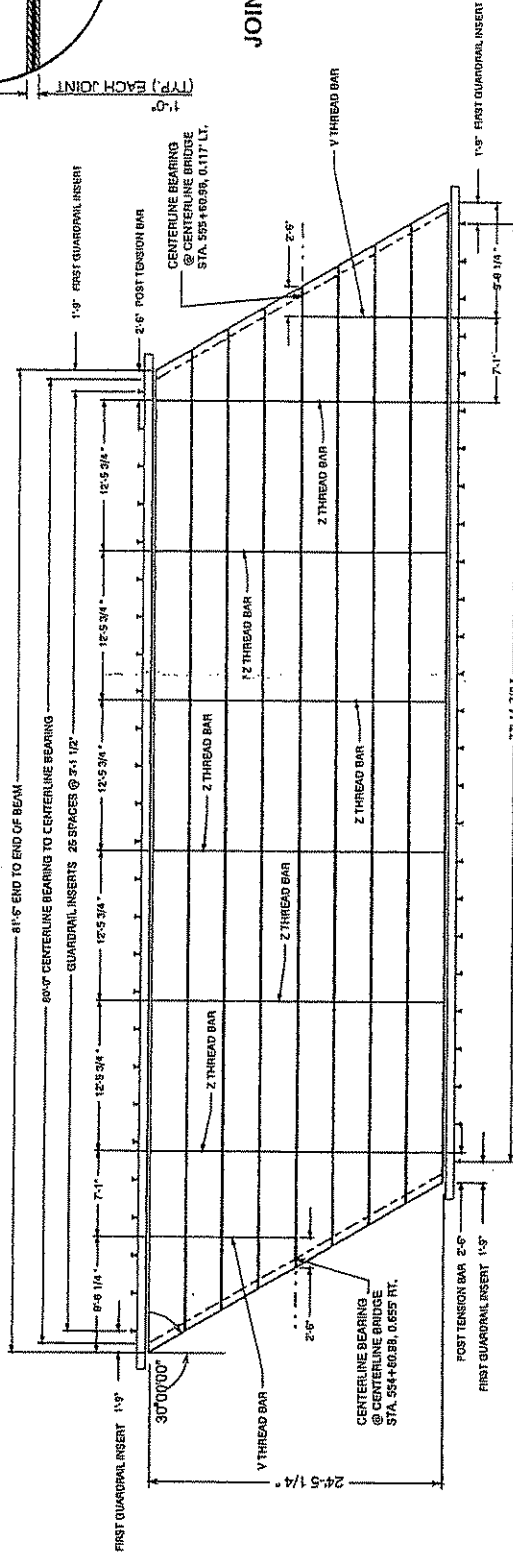 1'-0"
(TYP.) EACH JOINT
JOIN
81'-6" END TO END OF BEAM
80'-0" CENTERLINE BEARING TO CENTERLINE BEARING
GUARDRAIL INSERTS 25 SPACES @ 3'-1 1/2"
1'-9" FIRST GUARDRAIL INSERT
2'-6" POST TENSION BAR
FIRST GUARDRAIL INSERT 1'-9"
9'-8 1/4"
7'-1"
12'-5 3/4"
12'-5 3/4"
12'-5 3/4"
12'-5 3/4"
12'-5 3/4"
30°00'00"
24'-5 1/4"
CENTERLINE BEARING
@ CENTERLINE BRIDGE
STA. 555+60.98, 0.117' LT.
2'-6"
V THREAD BAR
Z THREAD BAR
Z THREAD BAR
Z THREAD BAR
Z THREAD BAR
Z THREAD BAR
Z THREAD BAR
V THREAD BAR
2'-6"
CENTERLINE BEARING
@ CENTERLINE BRIDGE
STA. 554+80.98, 0.655' RT.
POST TENSION BAR 2'-6"
FIRST GUARDRAIL INSERT 1'-9"
7'-1"
9'-8 1/4"
1'-9" FIRST GUARDRAIL INSERT